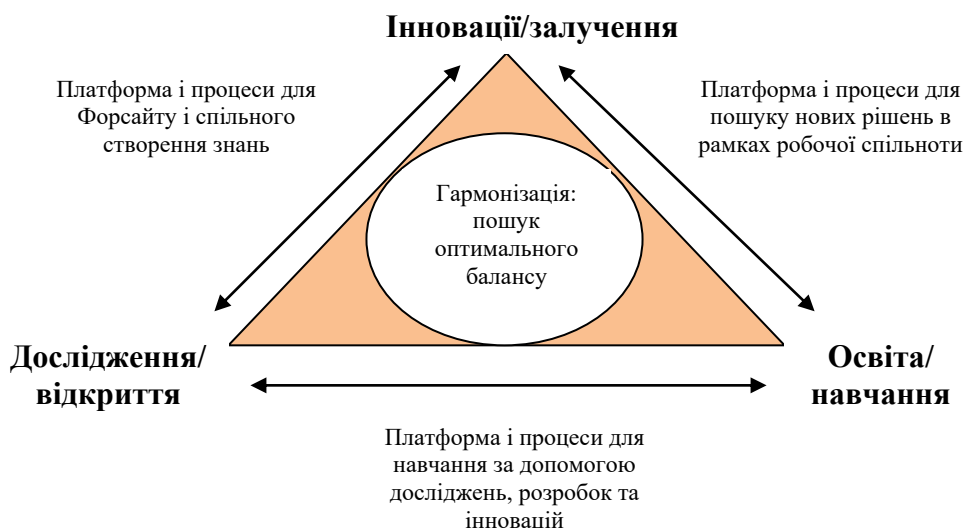 Інновації/залучення
Платформа і процеси для
Форсайту і спільного
створення знань
Платформа і процеси для
пошуку нових рішень в
рамках робочої спільноти
Гармонізація:
пошук
оптимального
балансу
Дослідження/
відкриття
Освіта/
навчання
Платформа і процеси для
навчання за допомогою
досліджень, розробок та
інновацій